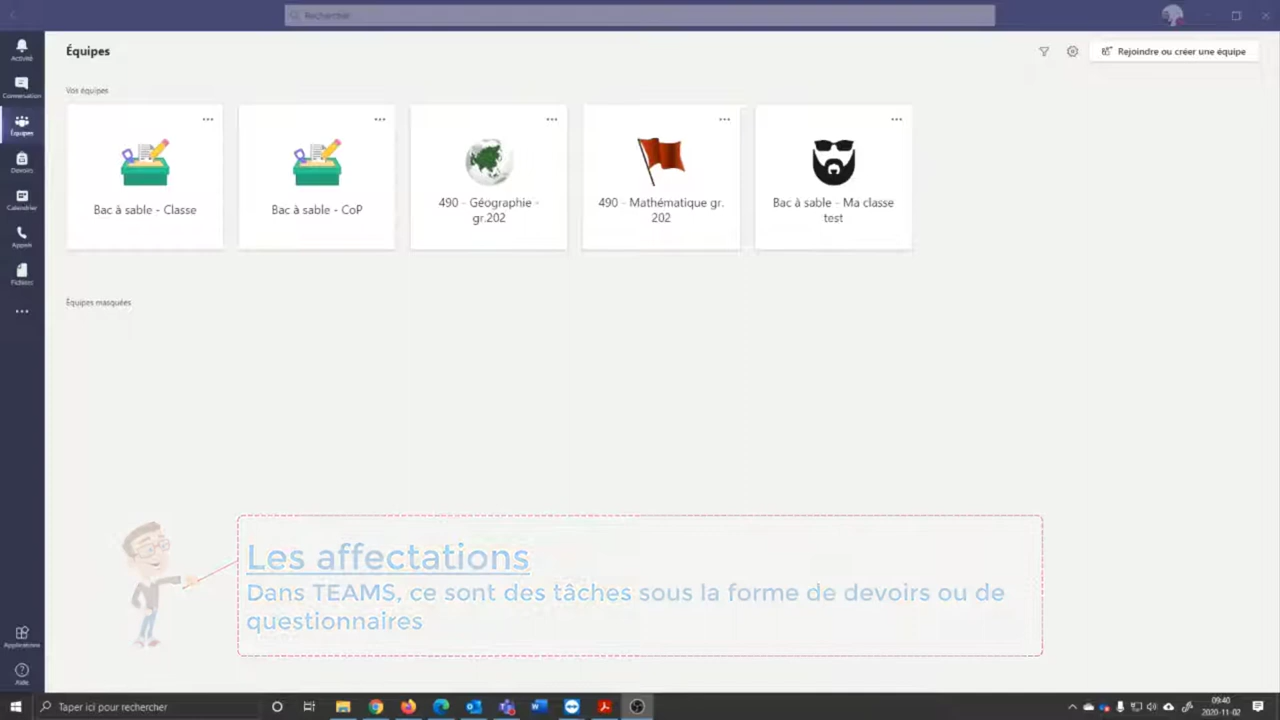 Rechercher
Équipes
Rejoindre ou créer une équipe
Activité
Conversation
Équipes
Devoirs
Calendrier
Appels
Fichiers
Vos équipes
Bac à sable - Classe
Bac à sable - CoP
490 - Géographie -
gr.202
490 - Mathématique gr.
202
Bac à sable - Ma classe
test
Équipes masquées
Les affectations
Dans TEAMS, ce sont des tâches sous la forme de devoirs ou de
questionnaires
Applications
Aide
Taper ici pour rechercher
09:40
2020-11-02